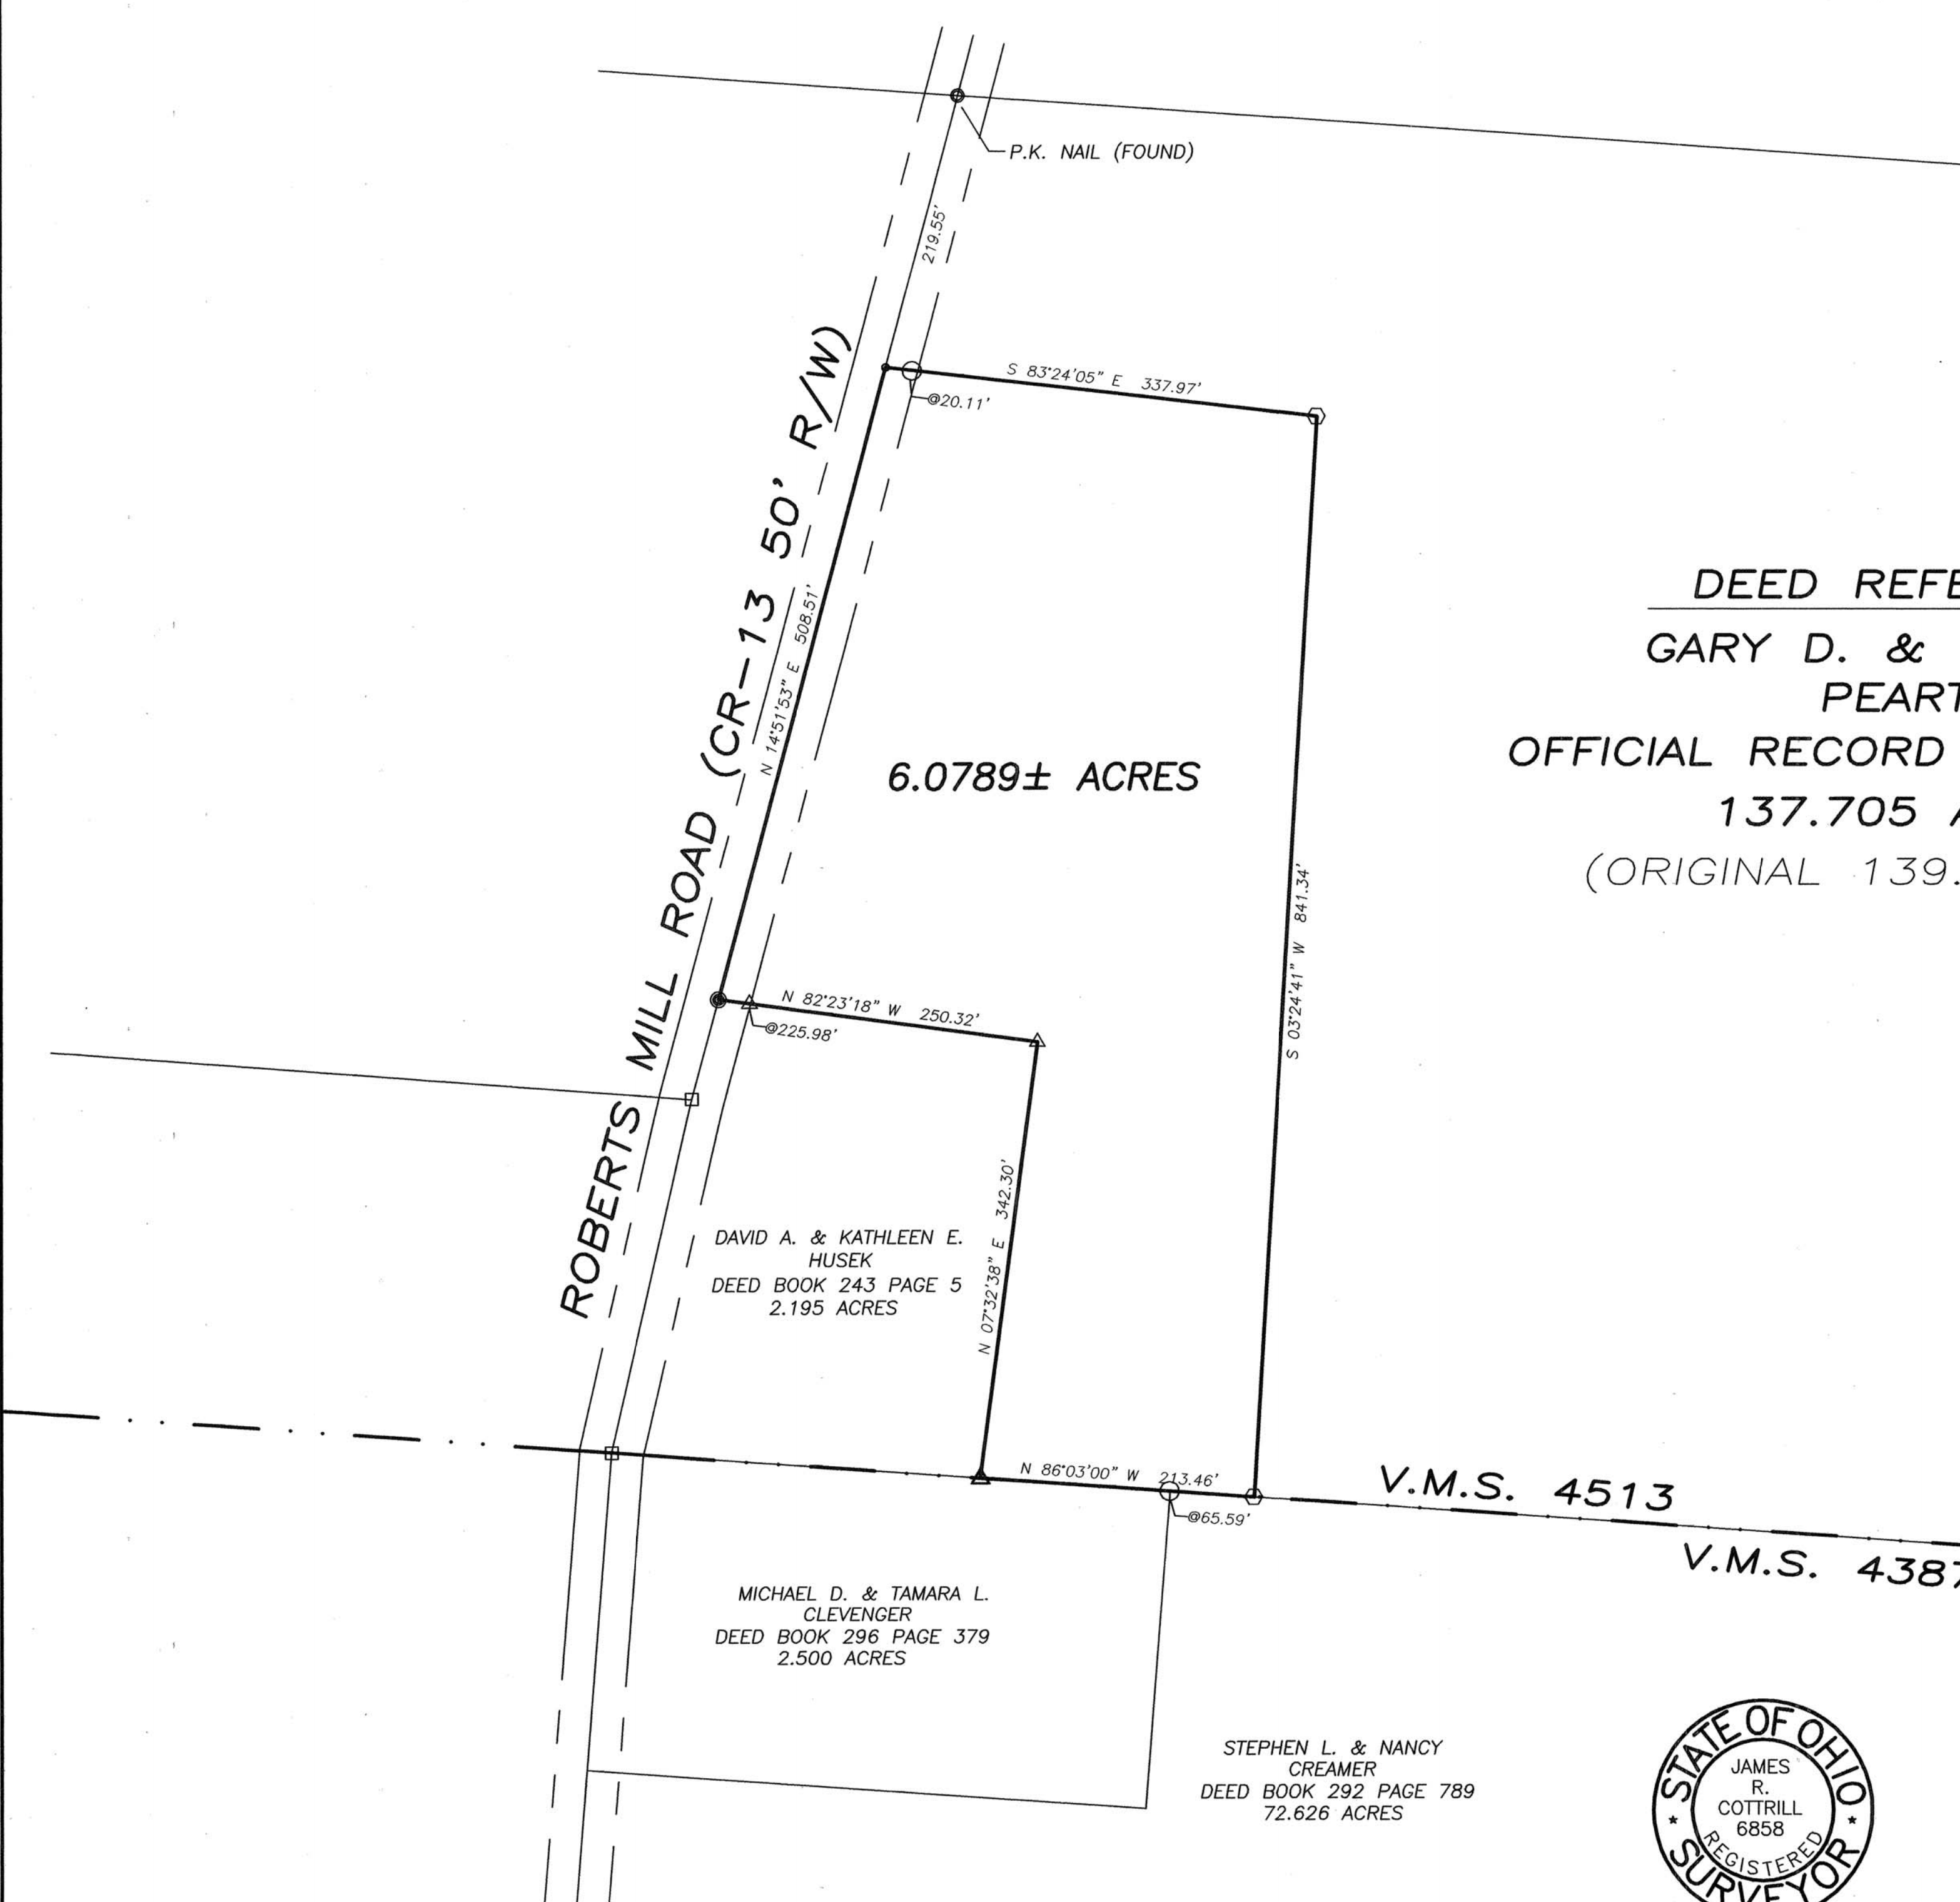 P.K. NAIL (FOUND)
219.55'
S 83°24'05" E 337.97'
@20.11'
ROBERTS MILL ROAD (CR-13 50' R/W)
N 14°51'53" E 508.51'
6.0789± ACRES
DEED REFE
GARY D. &
PEART
OFFICIAL RECORD
137.705 A
(ORIGINAL 139.
S 03°24'41" W 841.34'
N 82°23'18" W 250.32'
@225.98'
N 07°32'38" E 342.30'
DAVID A. & KATHLEEN E.
HUSEK
DEED BOOK 243 PAGE 5
2.195 ACRES
N 86°03'00" W 213.46'
@65.59'
V.M.S. 4513
V.M.S. 4387
MICHAEL D. & TAMARA L.
CLEVENGER
DEED BOOK 296 PAGE 379
2.500 ACRES
STEPHEN L. & NANCY
CREAMER
DEED BOOK 292 PAGE 789
72.626 ACRES
STATE OF OHIO
JAMES
R.
COTTRILL
6858
REGISTERED
SURVEYOR